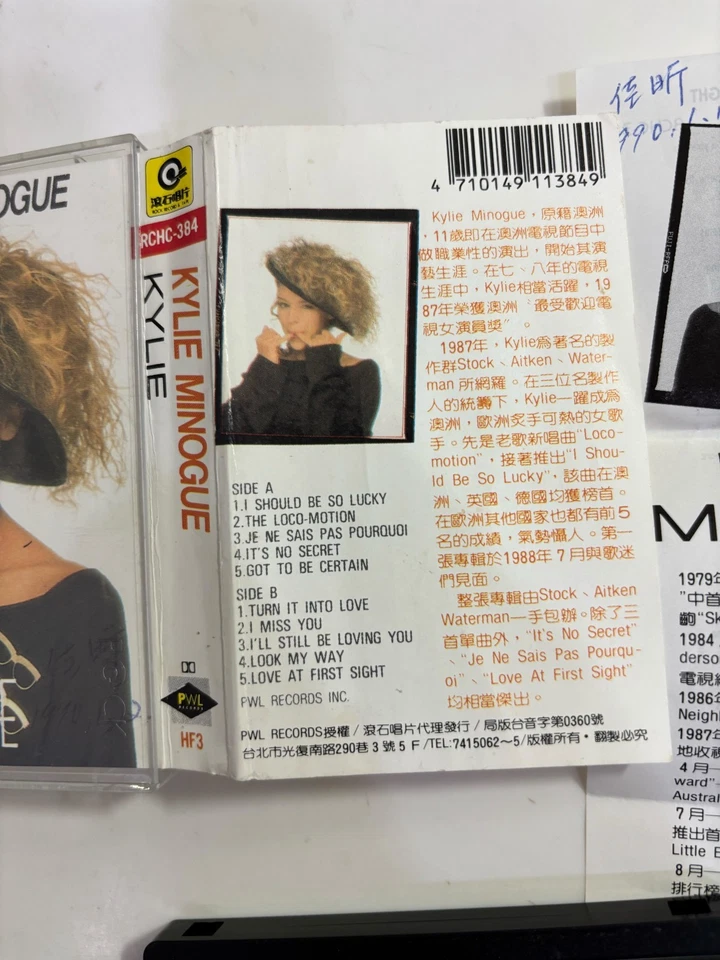 OGUE
滾石唱片
RCHC-384
KYLIE MINOGUE
KYLIE
PWL
RECORDS
HF3
4 710149 113849
Kylie Minogue，原籍澳洲
，11歲即在澳洲電視節目中
做職業性的演出，開始其演
藝生涯。在七、八年的電視
生涯中，Kylie相當活躍，19
87年榮獲澳洲“最受歡迎電
視女演員獎”。
1987年，Kylie為著名的製
作群Stock、Aitken、Water-
man 所網羅。在三位名製作
人的統籌下，Kylie一躍成為
澳洲，歐洲炙手可熱的女歌
手。先是老歌新唱曲“Loco-
motion”，接著推出“I Shou-
ld Be So Lucky”，該曲在澳
洲、英國、德國均獲榜首。
在歐洲其他國家也都有前5
名的成績，氣勢懾人。第一
張專輯於1988年7月與歌迷
們見面。
整張專輯由Stock、Aitken
Waterman一手包辦。除了三
首單曲外，“It's No Secret”
、“Je Ne Sais Pas Pourqu-
oi”、“Love At First Sight”
均相當傑出。
SIDE A
1.I SHOULD BE SO LUCKY
2.THE LOCO-MOTION
3.JE NE SAIS PAS POURQUOI
4.IT'S NO SECRET
5.GOT TO BE CERTAIN
SIDE B
1.TURN IT INTO LOVE
2.I MISS YOU
3.I'LL STILL BE LOVING YOU
4.LOOK MY WAY
5.LOVE AT FIRST SIGHT
PWL RECORDS INC.
PWL RECORDS授權／滾石唱片代理發行／局版台音字第0360號
台北市光復南路290巷3號5F/TEL:7415062～5/版權所有・翻製必究
佳昕
M
1979年
”中首
齣“Sk
1984
derso
電視
1986年
Neigh
1987年
地收視
4月—
ward”
Austral
7月—
推出首
Little E
8月—
排行榜